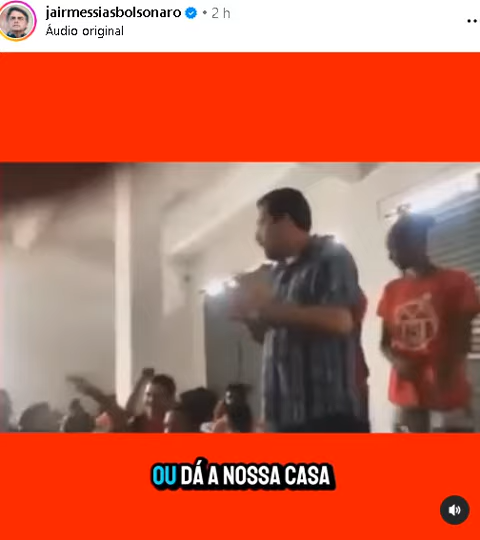 jairmessiasbolsonaro • 2 h
Áudio original
OU DÁ A NOSSA CASA